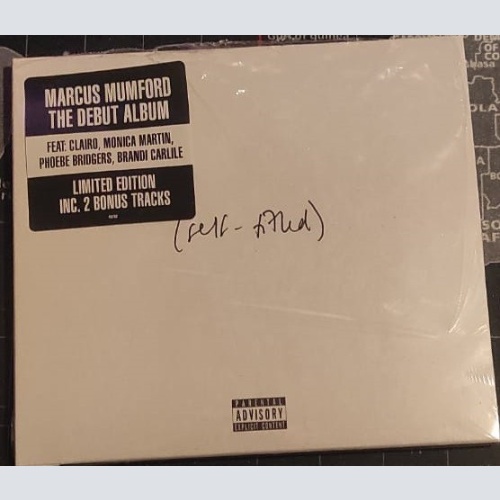 MARCUS MUMFORD
THE DEBUT ALBUM
FEAT: CLAIRO, MONICA MARTIN,
PHOEBE BRIDGERS, BRANDI CARLILE
LIMITED EDITION
INC. 2 BONUS TRACKS
(self-titled)
PARENTAL
ADVISORY
EXPLICIT CONTENT